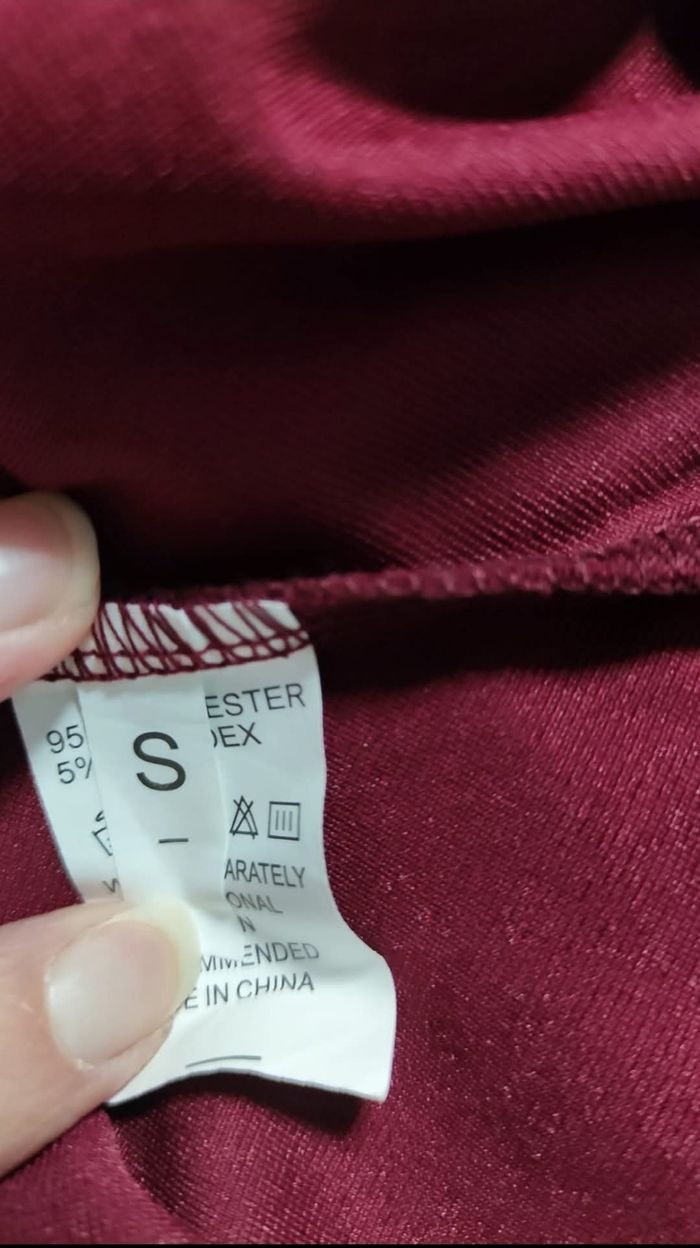 S
95
5%
ESTER
DEX
ARATELY
ONAL
N
MMENDED
E IN CHINA